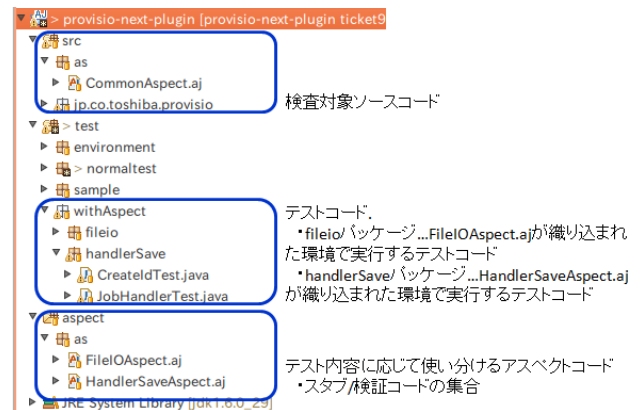 > provisio-next-plugin [provisio-next-plugin ticket9
src
as
CommonAspect.aj
jp.co.toshiba.provisio
検査対象ソースコード
> test
environment
> normaltest
sample
withAspect
fileio
handlerSave
CreateIdTest.java
JobHandlerTest.java
テストコード.
・fileioパッケージ...FileIOAspect.ajが織り込まれ
た環境で実行するテストコード
・handlerSaveパッケージ...HandlerSaveAspect.aj
が織り込まれた環境で実行するテストコード
aspect
as
FileIOAspect.aj
HandlerSaveAspect.aj
テスト内容に応じて使い分けるアスペクトコード
・スタブ/検証コードの集合
JRE System Library [jdk1.6.0_29]